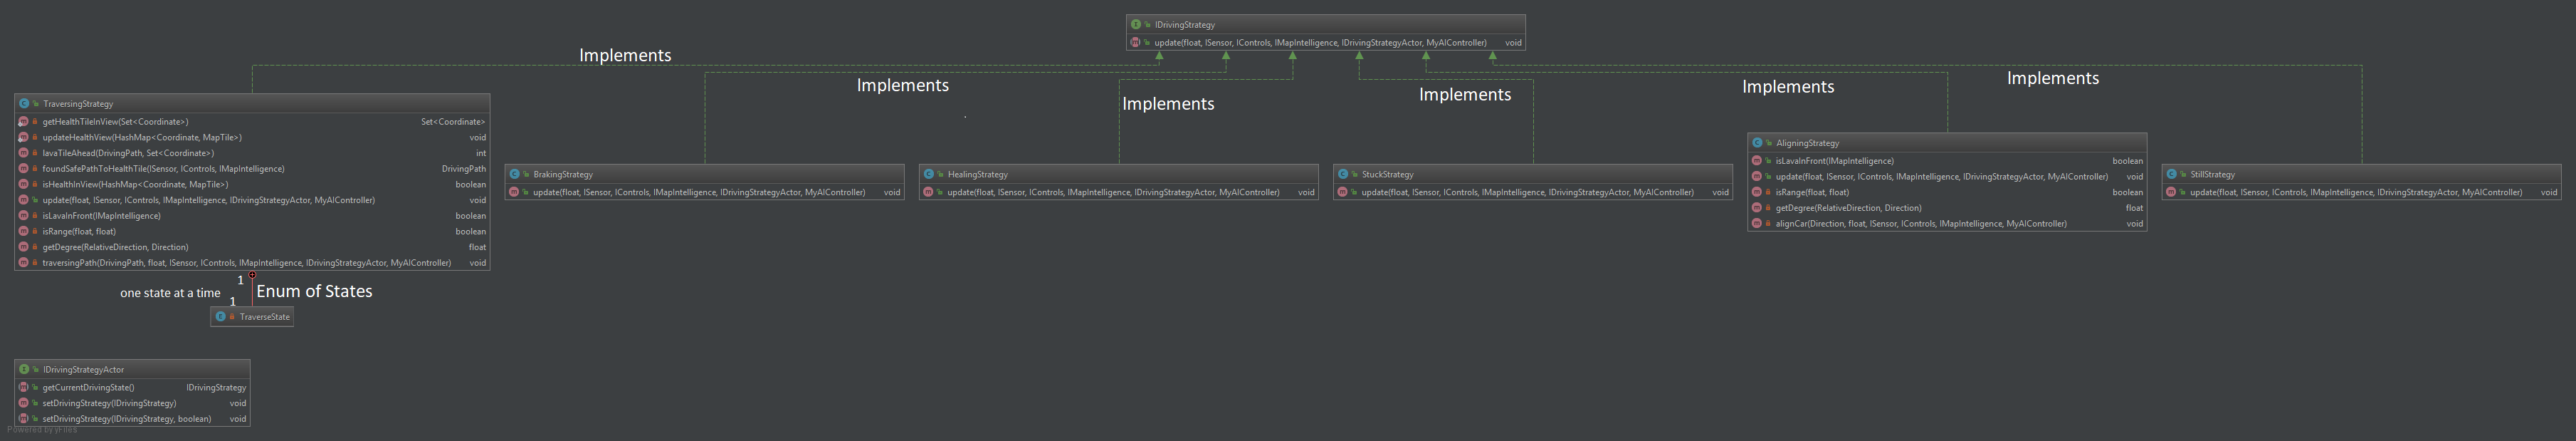 IDrivingStrategy
update(float, ISensor, IControls, IMapIntelligence, IDrivingStrategyActor, MyAIController) void
Implements
Implements
Implements
Implements
Implements
Implements
TraversingStrategy
getHealthTileInView(Set<Coordinate>) Set<Coordinate>
updateHealthView(HashMap<Coordinate, MapTile>) void
lavaTileAhead(DrivingPath, Set<Coordinate>) int
foundSafePathToHealthTile(ISensor, IControls, IMapIntelligence) DrivingPath
isHealthInView(HashMap<Coordinate, MapTile>) boolean
update(float, ISensor, IControls, IMapIntelligence, IDrivingStrategyActor, MyAIController) void
isLavaInFront(IMapIntelligence) boolean
isRange(float, float) boolean
getDegree(RelativeDirection, Direction) float
traversingPath(DrivingPath, float, ISensor, IControls, IMapIntelligence, IDrivingStrategyActor, MyAIController) void
BrakingStrategy
update(float, ISensor, IControls, IMapIntelligence, IDrivingStrategyActor, MyAIController) void
HealingStrategy
update(float, ISensor, IControls, IMapIntelligence, IDrivingStrategyActor, MyAIController) void
StuckStrategy
update(float, ISensor, IControls, IMapIntelligence, IDrivingStrategyActor, MyAIController) void
AligningStrategy
isLavaInFront(IMapIntelligence) boolean
update(float, ISensor, IControls, IMapIntelligence, IDrivingStrategyActor, MyAIController) void
isRange(float, float) boolean
getDegree(RelativeDirection, Direction) float
alignCar(Direction, float, ISensor, IControls, IMapIntelligence, MyAIController) void
StillStrategy
update(float, ISensor, IControls, IMapIntelligence, IDrivingStrategyActor, MyAIController) void
1
one state at a time
1
Enum of States
TraverseState
IDrivingStrategyActor
getCurrentDrivingState() IDrivingStrategy
setDrivingStrategy(IDrivingStrategy) void
setDrivingStrategy(IDrivingStrategy, boolean) void
Powered by yFiles